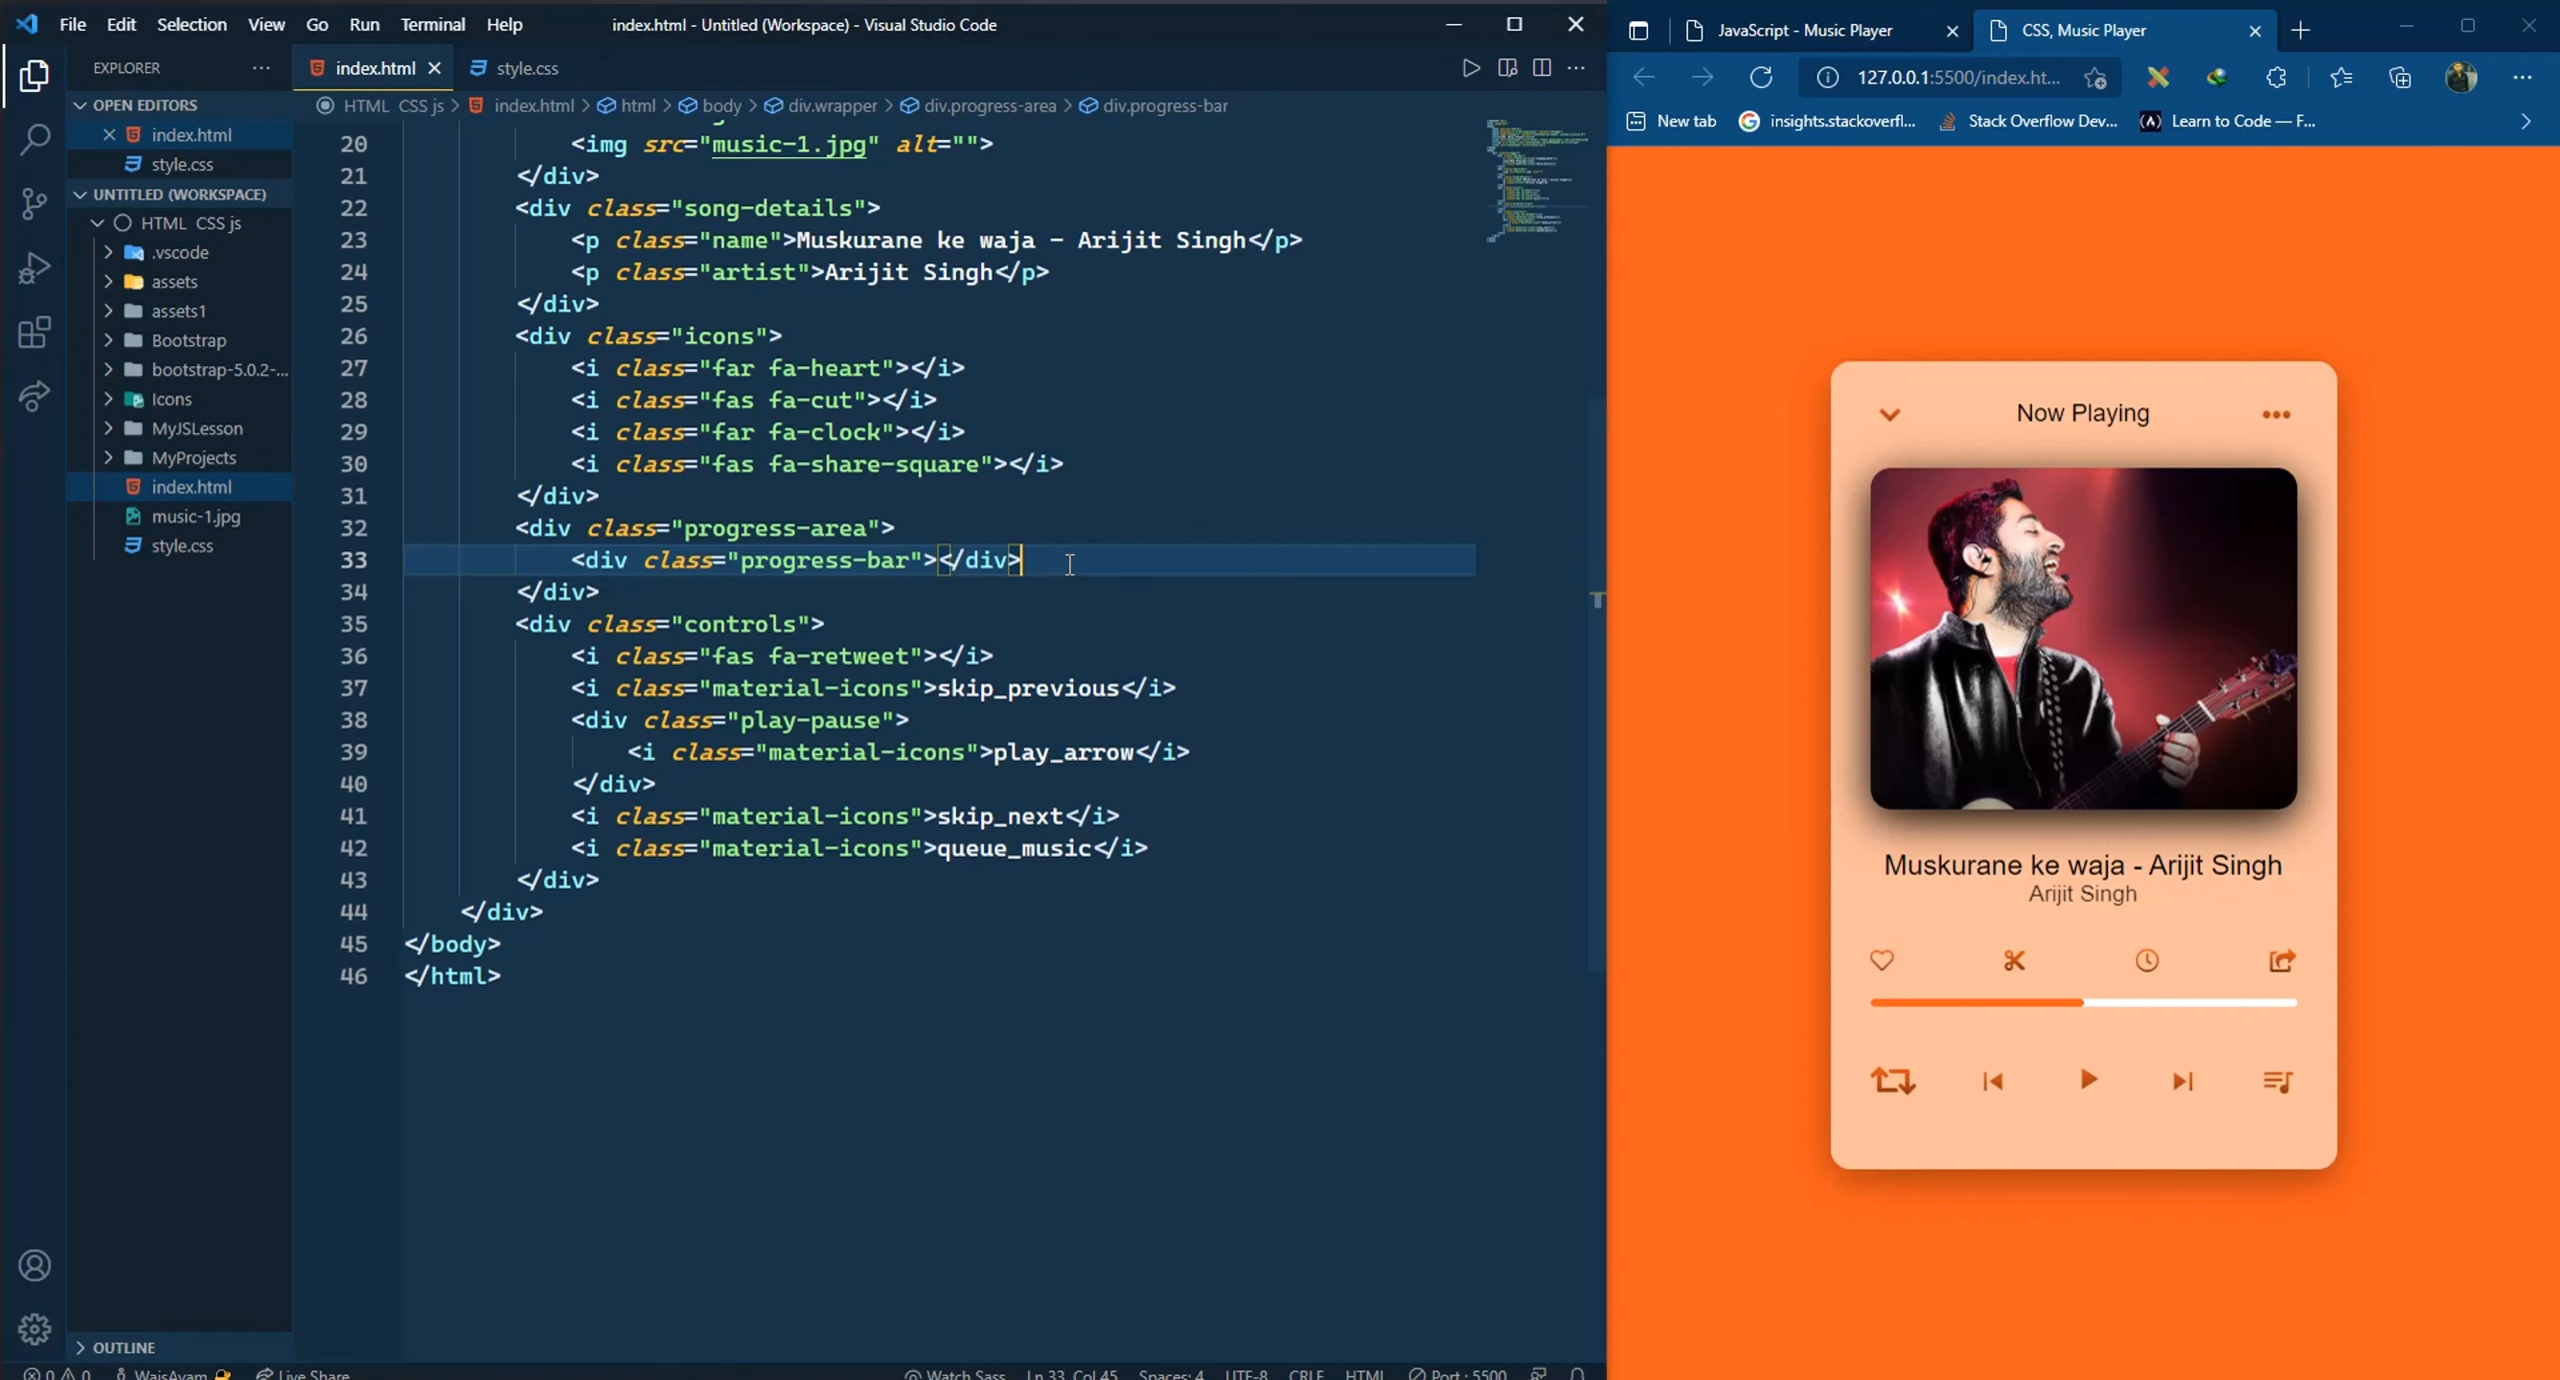 File Edit Selection View Go Run Terminal Help
index.html - Untitled (Workspace) - Visual Studio Code
EXPLORER
OPEN EDITORS
index.html
style.css
UNTITLED (WORKSPACE)
HTML CSS js
.vscode
assets
assets1
Bootstrap
bootstrap-5.0.2-...
Icons
MyJSLesson
MyProjects
index.html
music-1.jpg
style.css
OUTLINE
index.html
style.css
HTML CSS js > index.html > html > body > div.wrapper > div.progress-area > div.progress-bar
20 <img src="music-1.jpg" alt="">
21 </div>
22 <div class="song-details">
23 <p class="name">Muskurane ke waja - Arijit Singh</p>
24 <p class="artist">Arijit Singh</p>
25 </div>
26 <div class="icons">
27 <i class="far fa-heart"></i>
28 <i class="fas fa-cut"></i>
29 <i class="far fa-clock"></i>
30 <i class="fas fa-share-square"></i>
31 </div>
32 <div class="progress-area">
33 <div class="progress-bar"></div>
34 </div>
35 <div class="controls">
36 <i class="fas fa-retweet"></i>
37 <i class="material-icons">skip_previous</i>
38 <div class="play-pause">
39 <i class="material-icons">play_arrow</i>
40 </div>
41 <i class="material-icons">skip_next</i>
42 <i class="material-icons">queue_music</i>
43 </div>
44 </div>
45 </body>
46 </html>
0 0 WaisAyam Live Share
Watch Sass Ln 33, Col 45 Spaces: 4 UTF-8 CRLF HTML Port : 5500
JavaScript - Music Player
CSS, Music Player
127.0.0.1:5500/index.ht...
New tab
insights.stackoverfl...
Stack Overflow Dev...
Learn to Code — F...
Now Playing
Muskurane ke waja - Arijit Singh
Arijit Singh